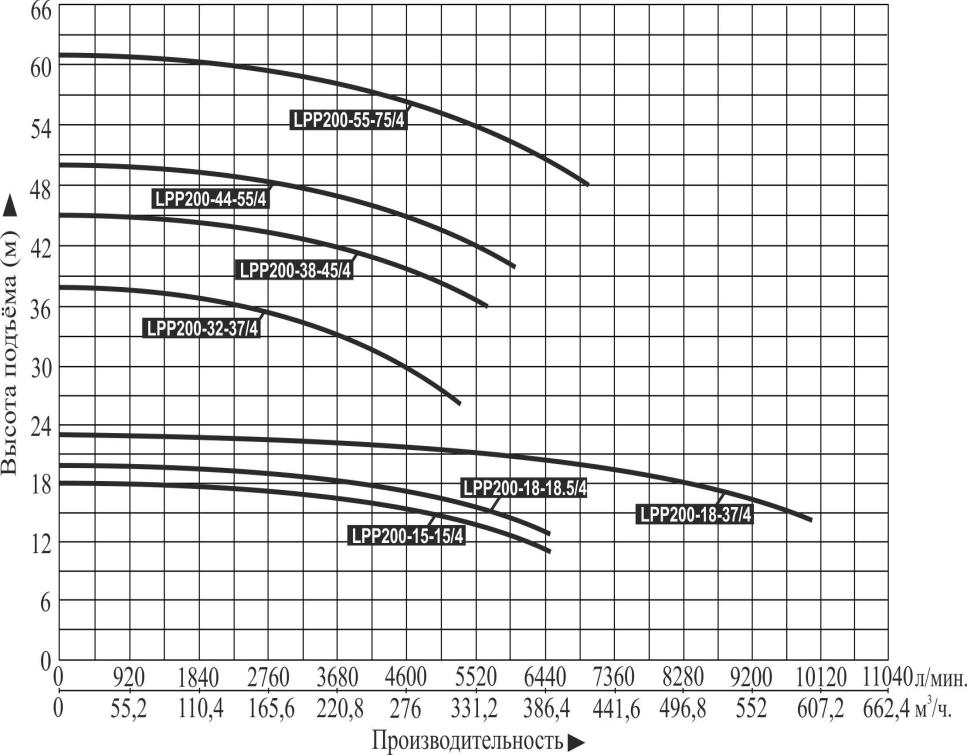 66
60
LPP200-55-75/4
54
48
LPP200-44-55/4
42
LPP200-38-45/4
36
LPP200-32-37/4
30
24
18
LPP200-18-18.5/4
LPP200-18-37/4
LPP200-15-15/4
12
6
0
Высота подъёма (м)
0 920 1840 2760 3680 4600 5520 6440 7360 8280 9200 10120 11040 л/мин.
0 55,2 110,4 165,6 220,8 276 331,2 386,4 441,6 496,8 552 607,2 662,4 м³/ч.
Производительность